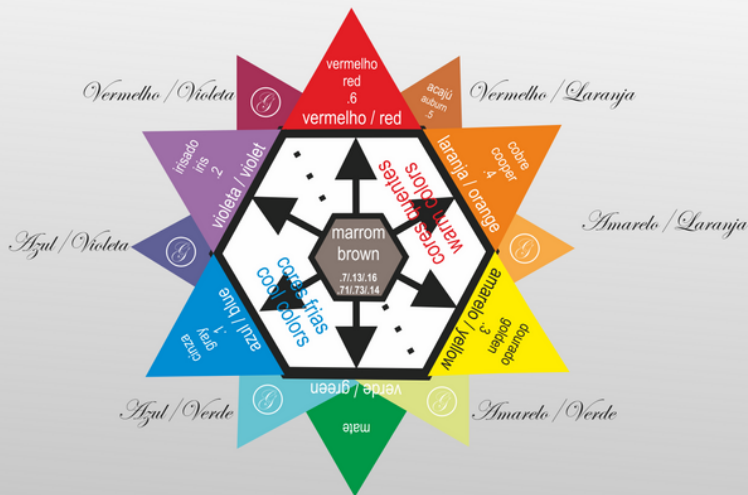 vermelho
red
.6
vermelho / red
Vermelho / Violeta
G
acajú
auburn
.5
Vermelho / Laranja
irisado
iris
.2
violeta / violet
cobre
cooper
.4
laranja / orange
cores quentes
warm colors
marrom
brown
.7/.13/.16
.71/.73/.14
Azul / Violeta
G
G
Amarelo / Laranja
cores frias
cool colors
azul / blue
.1
gray
cinza
amarelo / yellow
.3
golden
dourado
verde / green
G
G
Azul / Verde
Amarelo / Verde
mate